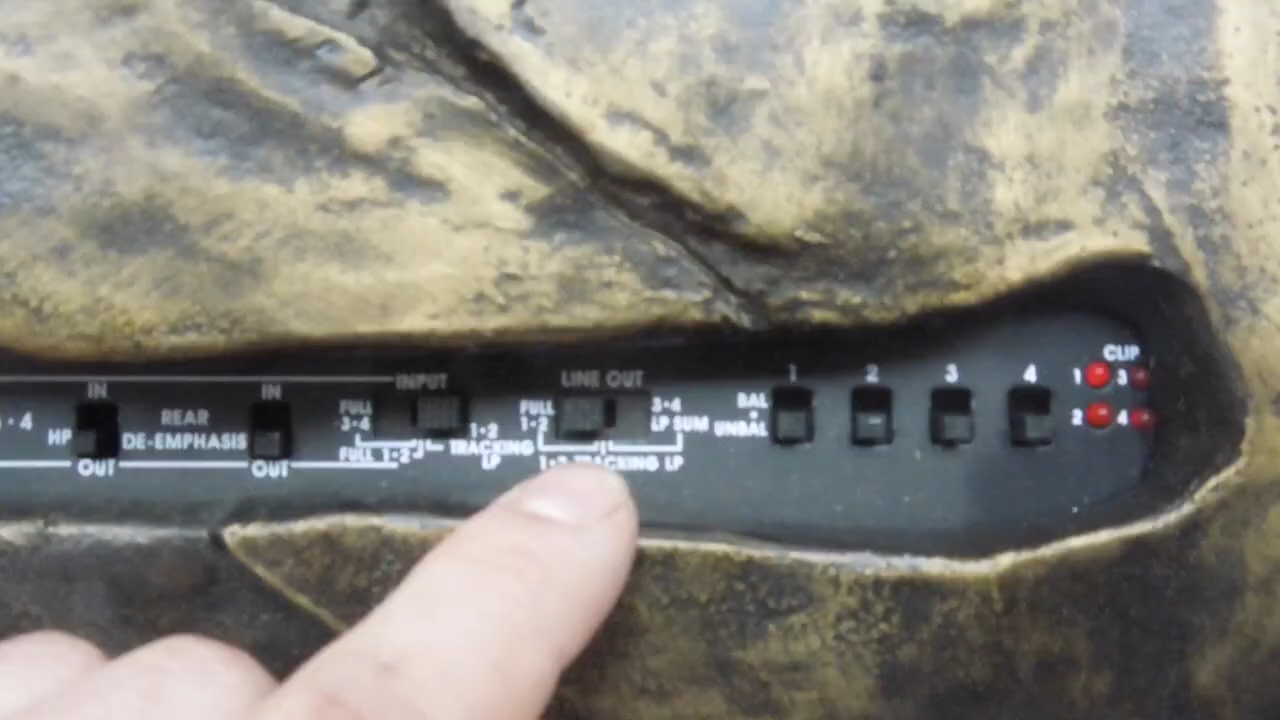 IN
IN
INPUT
LINE OUT
1 2 3 4
CLIP
· 4
HP
REAR
DE-EMPHASIS
FULL
3·4
1·2
FULL
1·2
3·4
LP SUM
BAL
•
UNBAL
1 3
2 4
OUT
OUT
FULL 1·2
TRACKING
LP
TRACKING LP